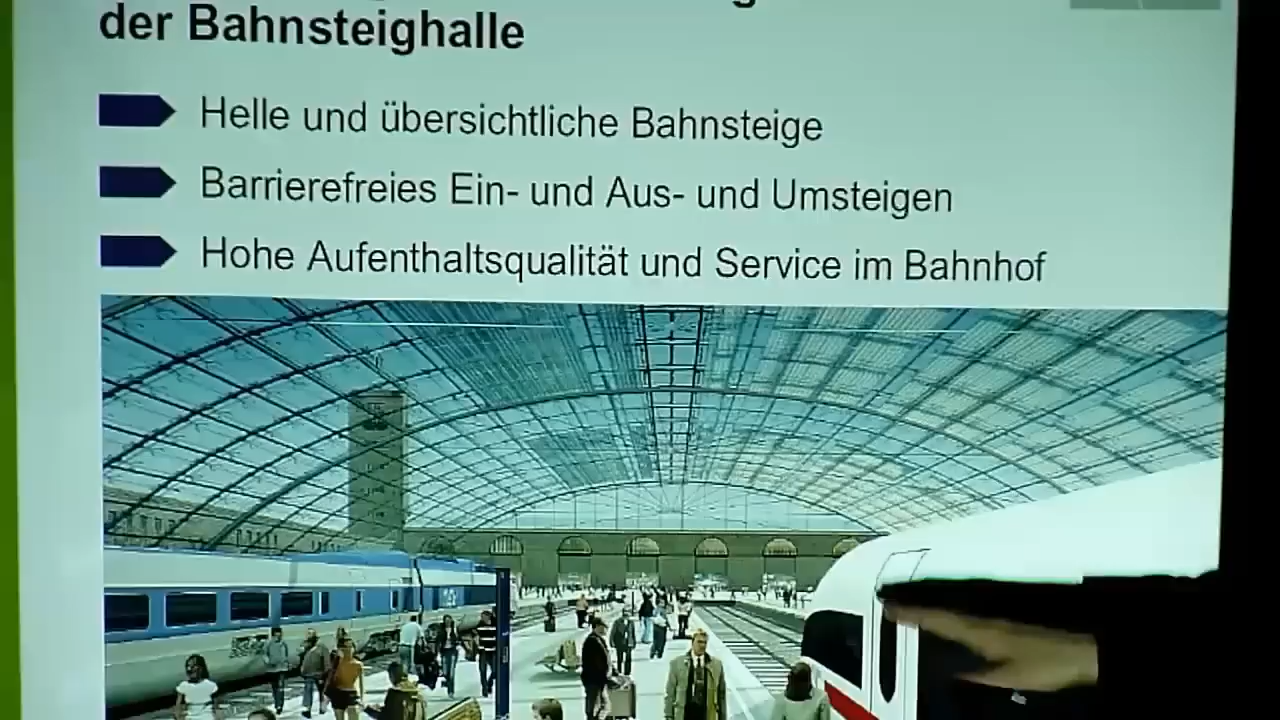 der Bahnsteighalle
Helle und übersichtliche Bahnsteige
Barrierefreies Ein- und Aus- und Umsteigen
Hohe Aufenthaltsqualität und Service im Bahnhof